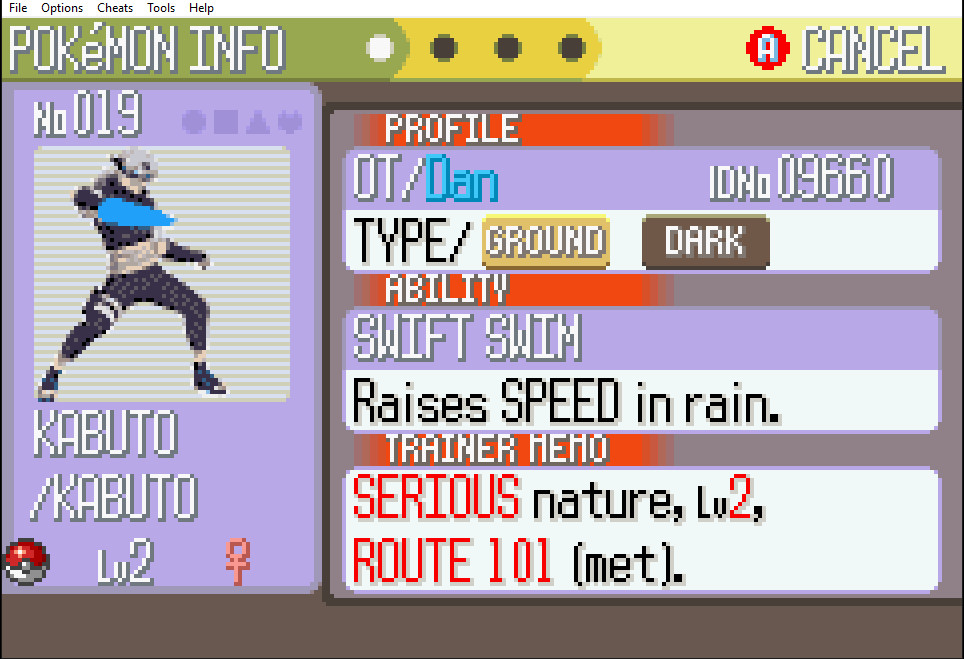 File Options Cheats Tools Help
POKéMON INFO
A CANCEL
No019
PROFILE
OT/Dan IDNo09660
TYPE/ GROUND DARK
ABILITY
SWIFT SWIM
Raises SPEED in rain.
KABUTO
/KABUTO
Lv2 ♀
TRAINER MEMO
SERIOUS nature, Lv2,
ROUTE 101 (met).